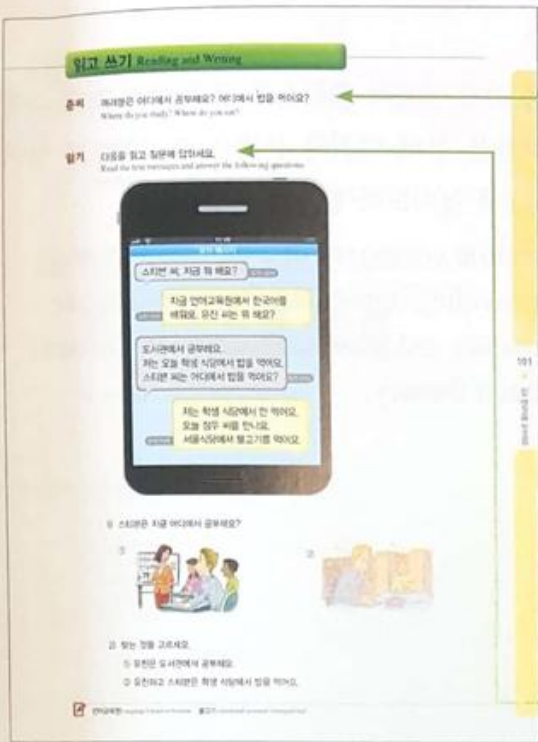 읽고 쓰기 Reading and Writing
준비 여러분은 어디에서 공부해요? 어디에서 밥을 먹어요?
Where do you study? Where do you eat?
읽기 다음을 읽고 질문에 답하세요.
Read the text messages and answer the following questions.
스티븐 씨, 지금 뭐 해요?
지금 언어교육원에서 한국어를
배워요. 유진 씨는 뭐 해요?
도서관에서 공부해요.
저는 오늘 학생 식당에서 밥을 먹어요.
스티븐 씨는 어디에서 밥을 먹어요?
저는 학생 식당에서 안 먹어요.
오늘 정우 씨를 만나요.
서울식당에서 불고기를 먹어요.
1) 스티븐은 지금 어디에서 공부해요?
①
②
2) 맞는 것을 고르세요.
① 유진은 도서관에서 공부해요.
② 유진하고 스티븐은 학생 식당에서 밥을 먹어요.
언어교육원
불고기
101